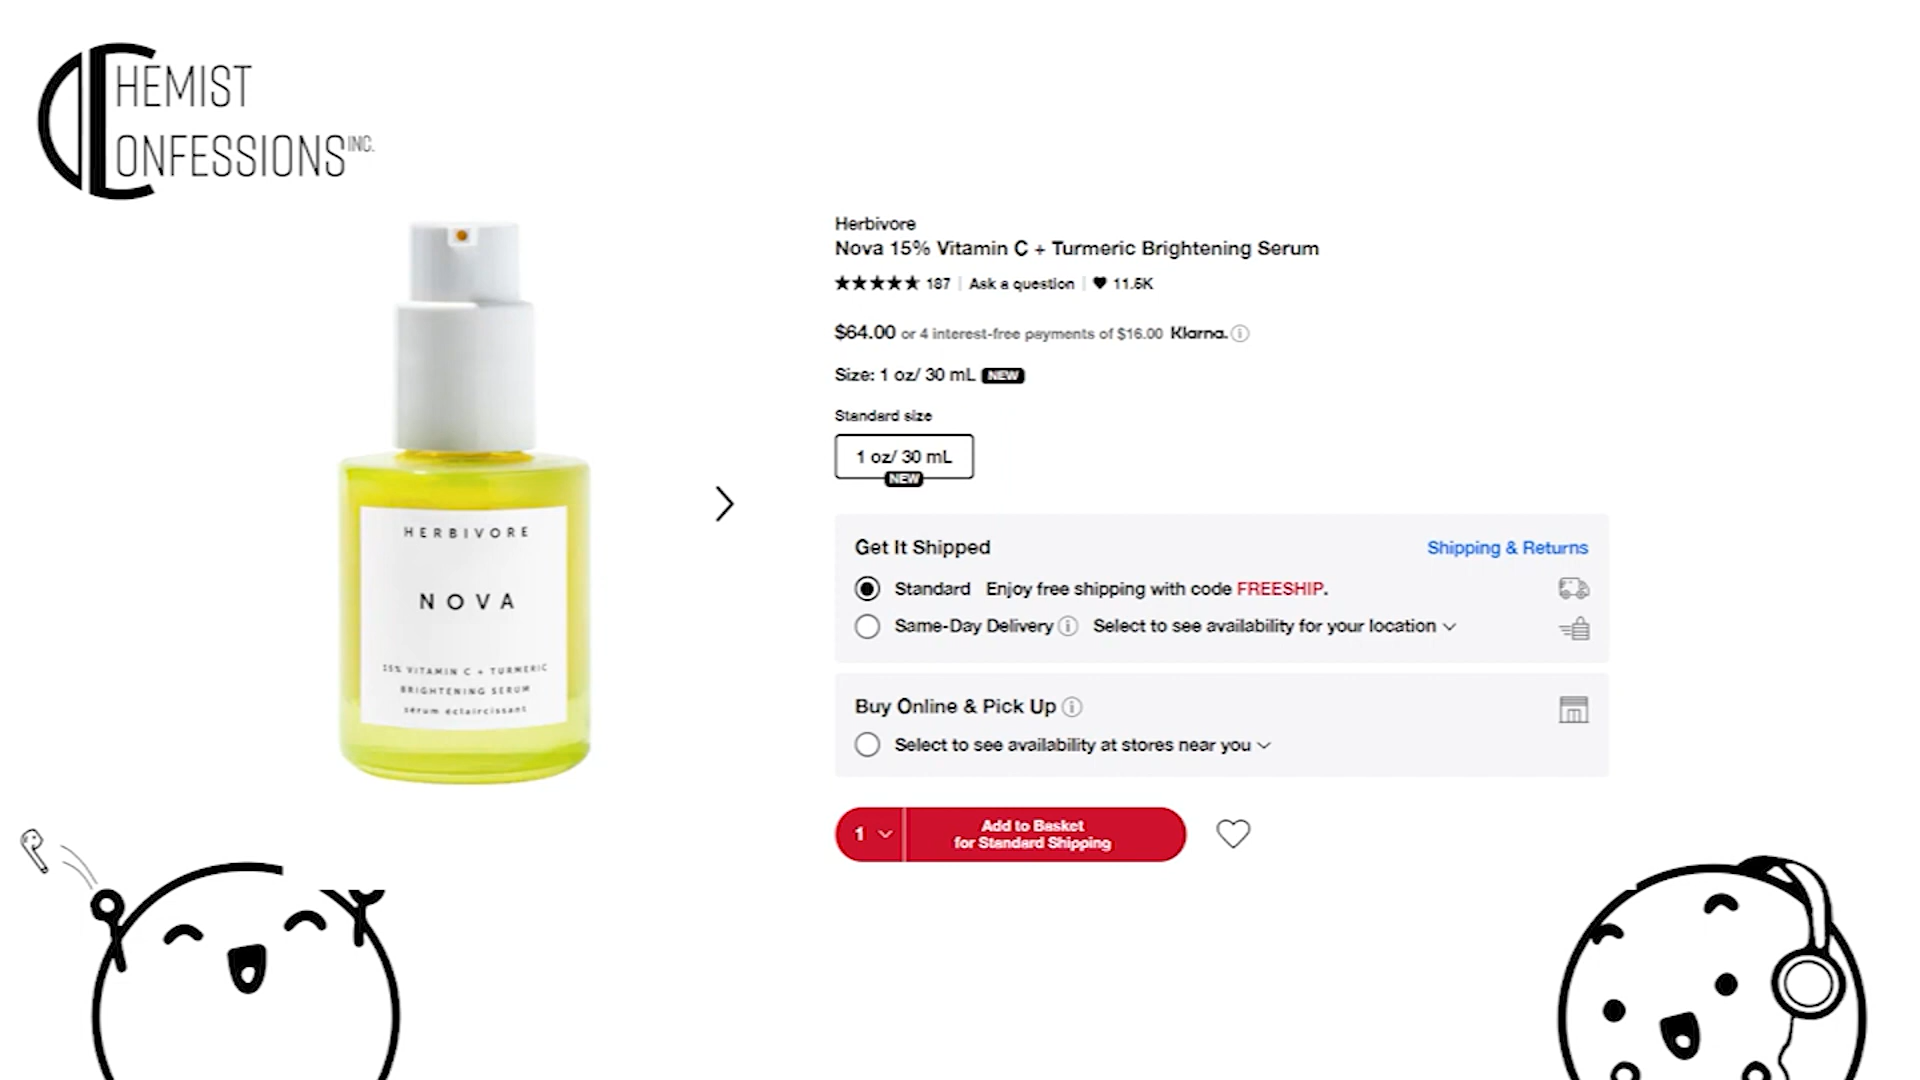 CHEMIST
CONFESSIONS INC.
Herbivore
Nova 15% Vitamin C + Turmeric Brightening Serum
187 | Ask a question | 11.5K
$64.00 or 4 interest-free payments of $16.00 Klarna.
Size: 1 oz/ 30 mL NEW
Standard size
1 oz/ 30 mL
NEW
Get It Shipped
Shipping & Returns
Standard Enjoy free shipping with code FREESHIP.
Same-Day Delivery Select to see availability for your location
Buy Online & Pick Up
Select to see availability at stores near you
1
Add to Basket
for Standard Shipping
HERBIVORE
NOVA
15% VITAMIN C + TURMERIC
BRIGHTENING SERUM
sérum éclaircissant